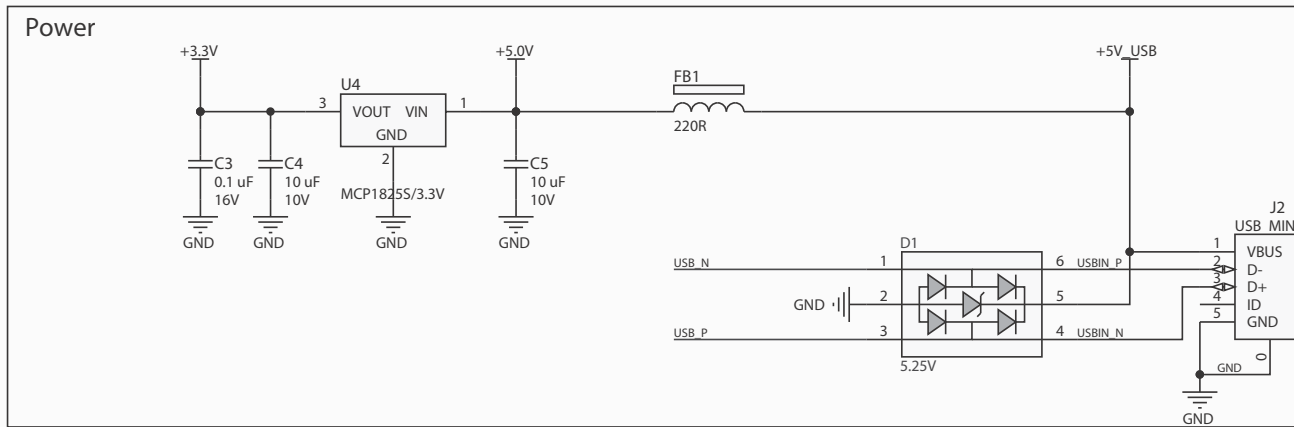 Power
+3.3V
+5.0V
+5V_USB
U4
3
VOUT VIN
1
GND
2
MCP1825S/3.3V
FB1
220R
C3
0.1 uF
16V
C4
10 uF
10V
C5
10 uF
10V
GND
GND
GND
GND
D1
USB_N
1
6
USBIN_P
GND
2
5
USB_P
3
4
USBIN_N
5.25V
J2
USB_MIN
1
VBUS
2
D-
3
D+
4
ID
5
GND
0
GND
GND